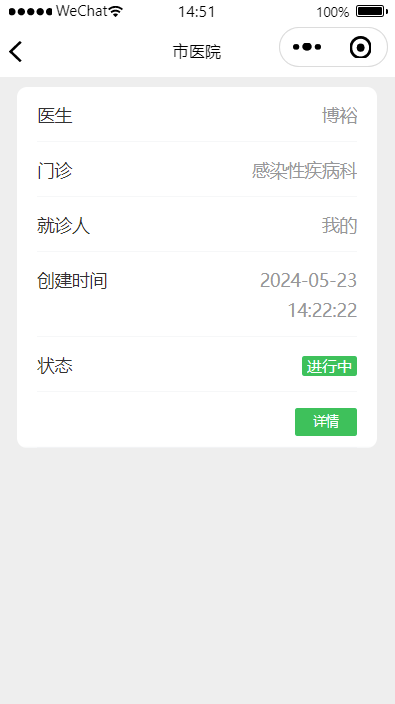 WeChat 14:51 100%
市医院
医生 博裕
门诊 感染性疾病科
就诊人 我的
创建时间 2024-05-23
14:22:22
状态 进行中
详情